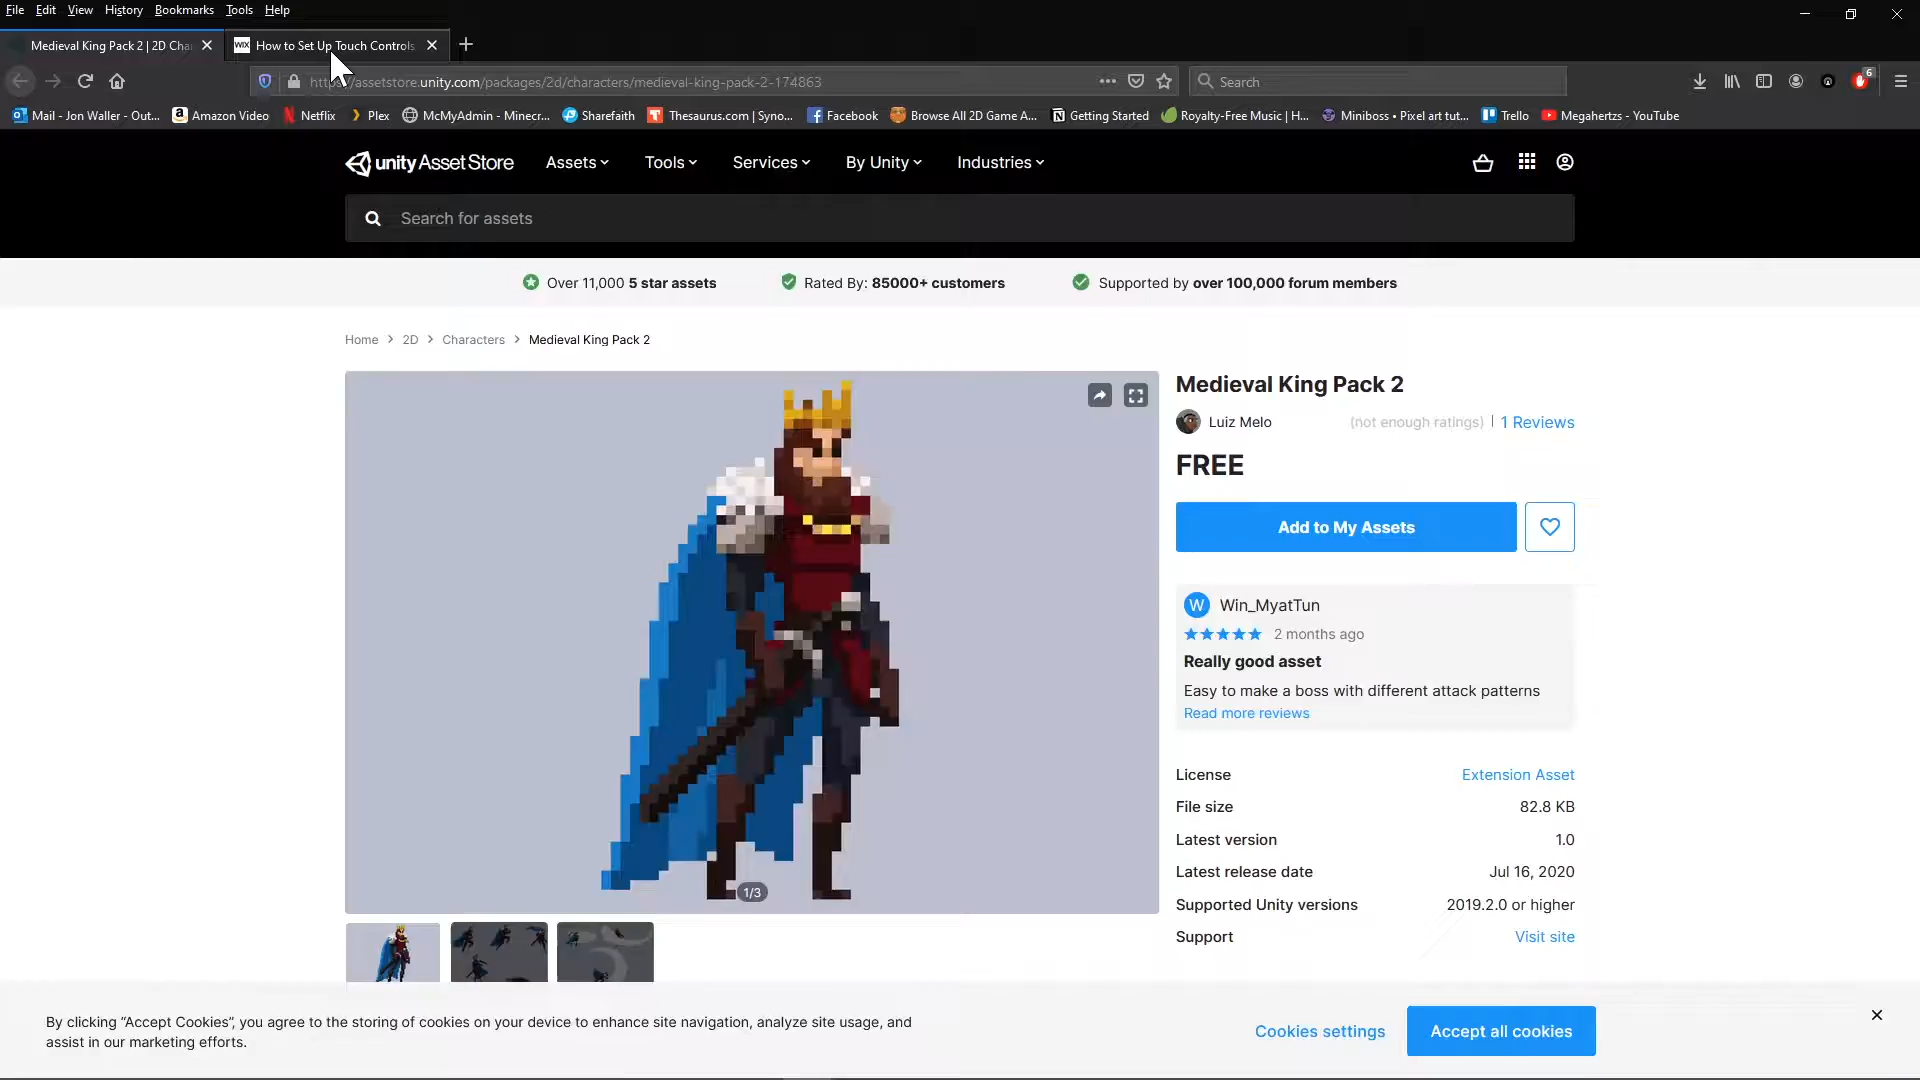 File Edit View History Bookmarks Tools Help
Medieval King Pack 2 | 2D Cha
WIX How to Set Up Touch Controls
https://assetstore.unity.com/packages/2d/characters/medieval-king-pack-2-174863
Search
6
Mail - Jon Waller - Out... Amazon Video Netflix Plex McMyAdmin - Minecr... Sharefaith Thesaurus.com | Syno... Facebook Browse All 2D Game A... Getting Started Royalty-Free Music | H... Miniboss • Pixel art tut... Trello Megahertzs - YouTube
unity Asset Store Assets Tools Services By Unity Industries
Search for assets
Over 11,000 5 star assets Rated By: 85000+ customers Supported by over 100,000 forum members
Home > 2D > Characters > Medieval King Pack 2
Medieval King Pack 2
Luiz Melo (not enough ratings) | 1 Reviews
FREE
Add to My Assets
W Win_MyatTun
2 months ago
Really good asset
Easy to make a boss with different attack patterns
Read more reviews
License Extension Asset
File size 82.8 KB
Latest version 1.0
Latest release date Jul 16, 2020
Supported Unity versions 2019.2.0 or higher
Support Visit site
1/3
By clicking “Accept Cookies”, you agree to the storing of cookies on your device to enhance site navigation, analyze site usage, and
assist in our marketing efforts.
Cookies settings
Accept all cookies